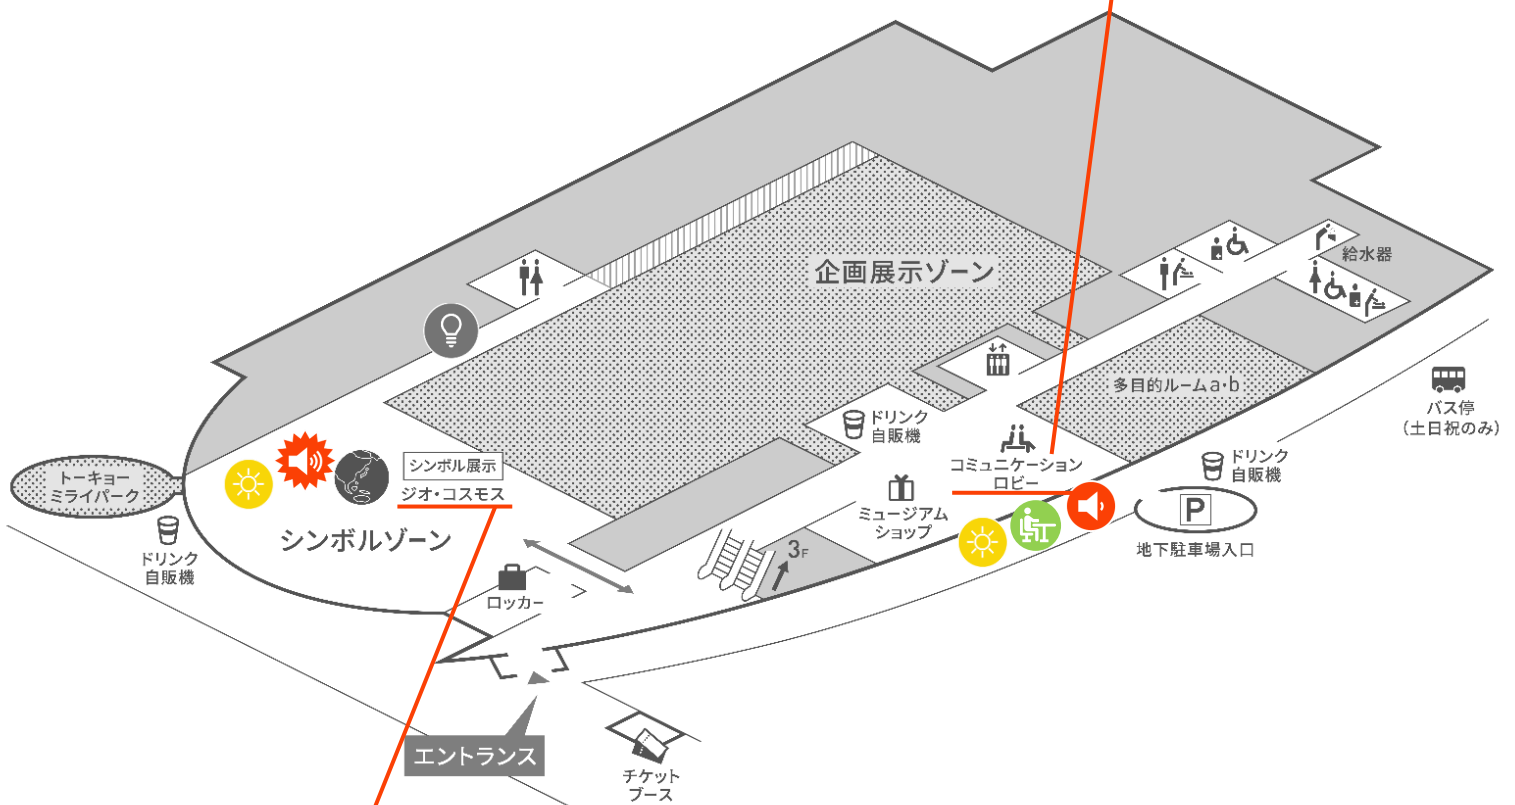 企画展示ゾーン
給水器
多目的ルームa・b
バス停
(土日祝のみ)
ドリンク
自販機
コミュニケーション
ロビー
ドリンク
自販機
トーキョー
ミライパーク
シンボル展示
ジオ・コスモス
ミュージアム
ショップ
P
地下駐車場入口
シンボルゾーン
ドリンク
自販機
3F
ロッカー
エントランス
チケット
ブース